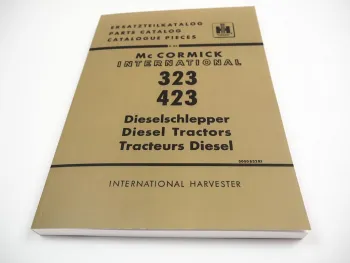 ERSATZTEILKATALOG
PARTS CATALOG
CATALOGUE PIECES
McCORMICK
INTERNATIONAL
323
423
Dieselschlepper
Diesel Tractors
Tracteurs Diesel
INTERNATIONAL HARVESTER